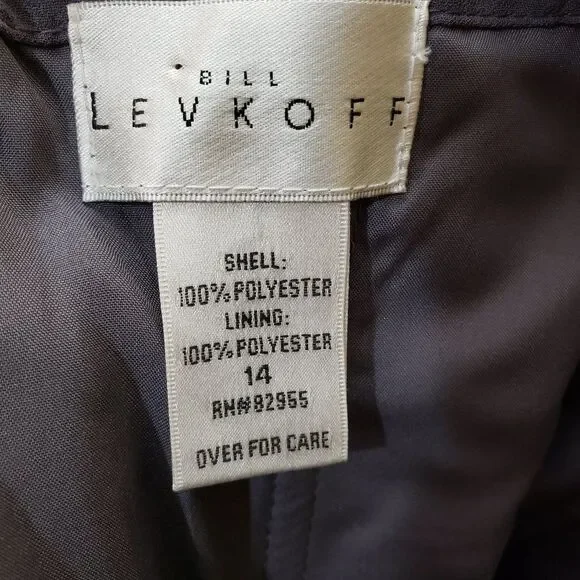 BILL
LEVKOFF
SHELL:
100% POLYESTER
LINING:
100% POLYESTER
14
RN#82955
OVER FOR CARE